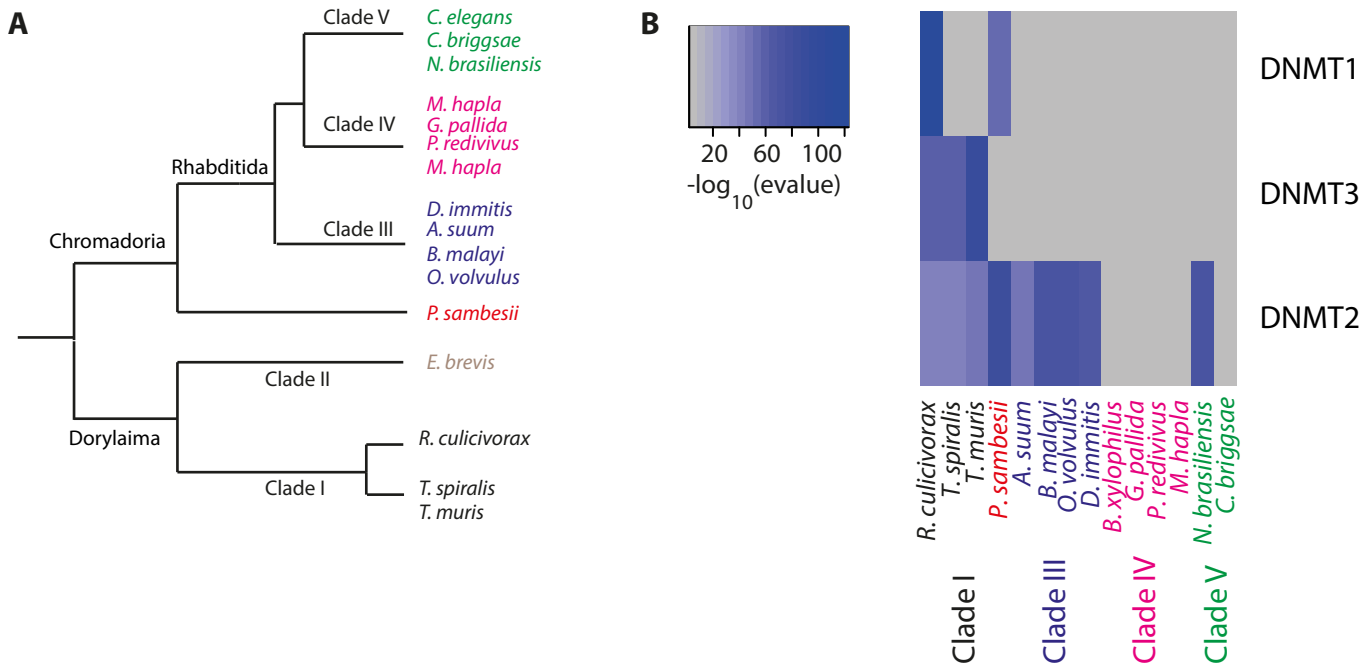 A
Clade V
C. elegans
C. briggsae
N. brasiliensis
M. hapla
Clade IV
G. pallida
P. redivivus
M. hapla
Rhabditida
D. immitis
Clade III
A. suum
B. malayi
O. volvulus
Chromadoria
P. sambesii
E. brevis
Clade II
Dorylaima
R. culicivorax
Clade I
T. spiralis
T. muris
B
20 60 100
-log10(evalue)
DNMT1
DNMT3
DNMT2
R. culicivorax
T. spiralis
T. muris
P. sambesii
A. suum
B. malayi
O. volvulus
D. immitis
B. xylophilus
G. pallida
P. redivivus
M. hapla
N. brasiliensis
C. briggsae
Clade I
Clade III
Clade IV
Clade V